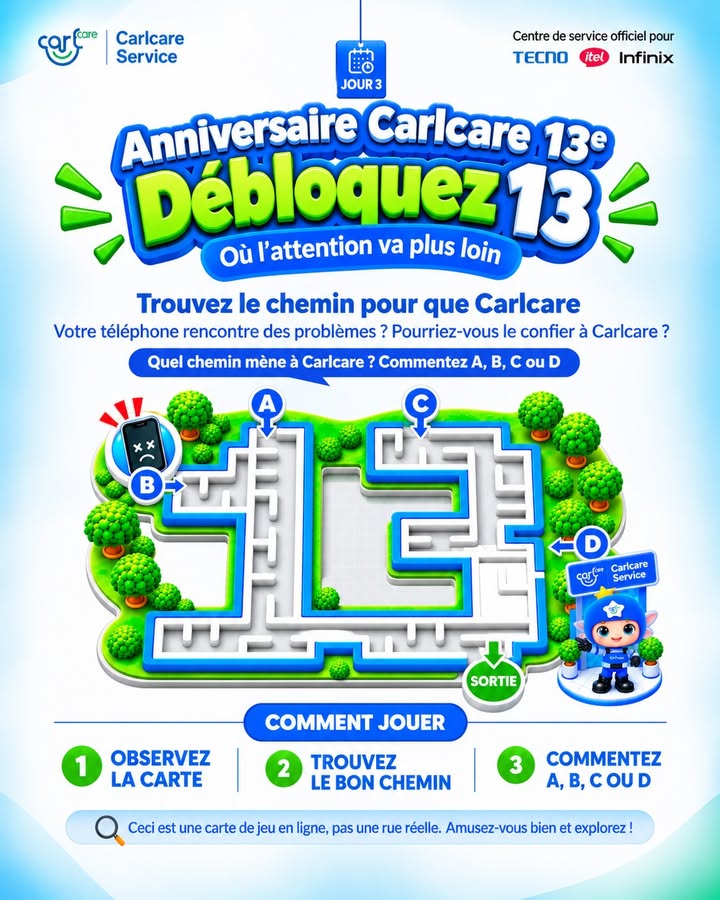 carlcare
Carlcare
Service
Centre de service officiel pour
TECNO itel Infinix
JOUR 3
Anniversaire Carlcare 13e
Débloquez 13
Où l'attention va plus loin
Trouvez le chemin pour que Carlcare
Votre téléphone rencontre des problèmes ? Pourriez-vous le confier à Carlcare ?
Quel chemin mène à Carlcare ? Commentez A, B, C ou D
A
C
B
D
carlcare Carlcare
Service
SORTIE
COMMENT JOUER
1 OBSERVEZ
LA CARTE
2 TROUVEZ
LE BON CHEMIN
3 COMMENTEZ
A, B, C OU D
Ceci est une carte de jeu en ligne, pas une rue réelle. Amusez-vous bien et explorez !